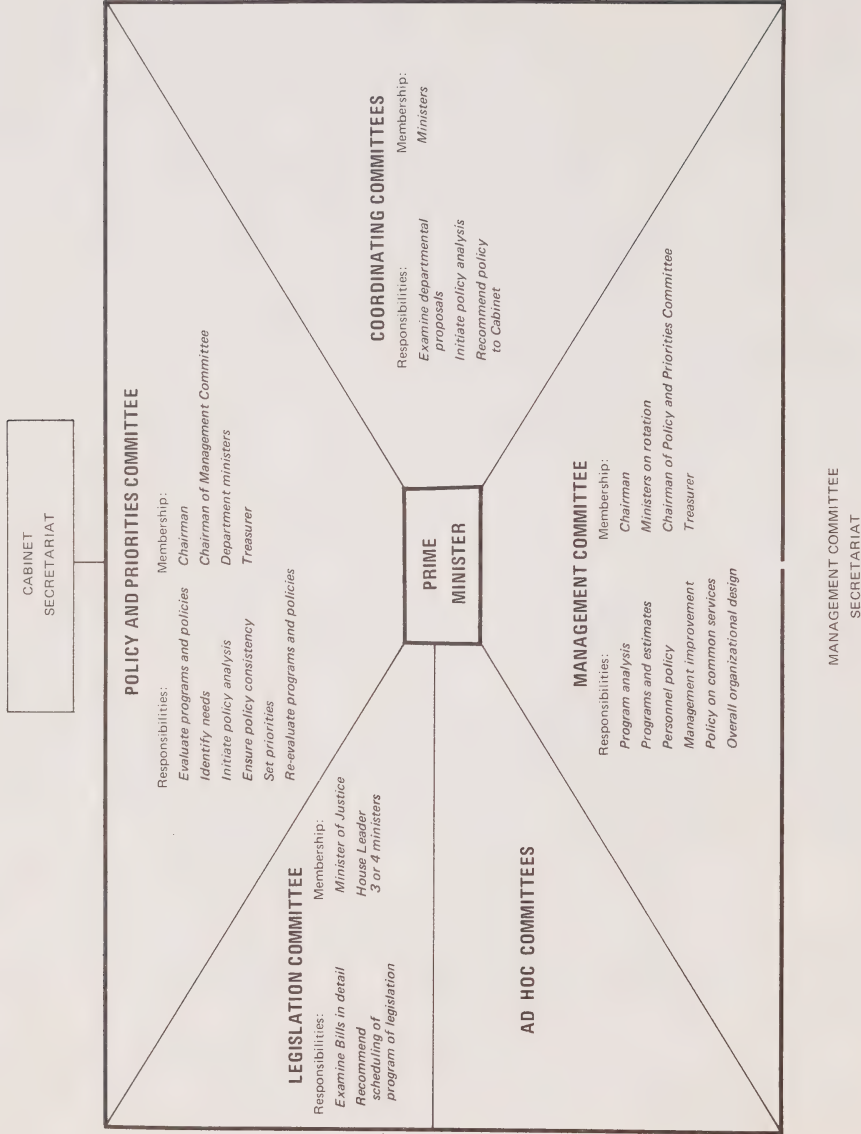 CABINET
SECRETARIAT
POLICY AND PRIORITIES COMMITTEE
Responsibilities:
Evaluate programs and policies
Identify needs
Initiate policy analysis
Ensure policy consistency
Set priorities
Re-evaluate programs and policies
Membership:
Chairman
Chairman of Management Committee
Department ministers
Treasurer
LEGISLATION COMMITTEE
Responsibilities:
Examine Bills in detail
Recommend
scheduling of
program of legislation
Membership:
Minister of Justice
House Leader
3 or 4 ministers
PRIME
MINISTER
COORDINATING COMMITTEES
Responsibilities:
Examine departmental
proposals
Initiate policy analysis
Recommend policy
to Cabinet
Membership:
Ministers
AD HOC COMMITTEES
MANAGEMENT COMMITTEE
Responsibilities:
Program analysis
Programs and estimates
Personnel policy
Management improvement
Policy on common services
Overall organizational design
Membership:
Chairman
Ministers on rotation
Chairman of Policy and Priorities Committee
Treasurer
MANAGEMENT COMMITTEE
SECRETARIAT